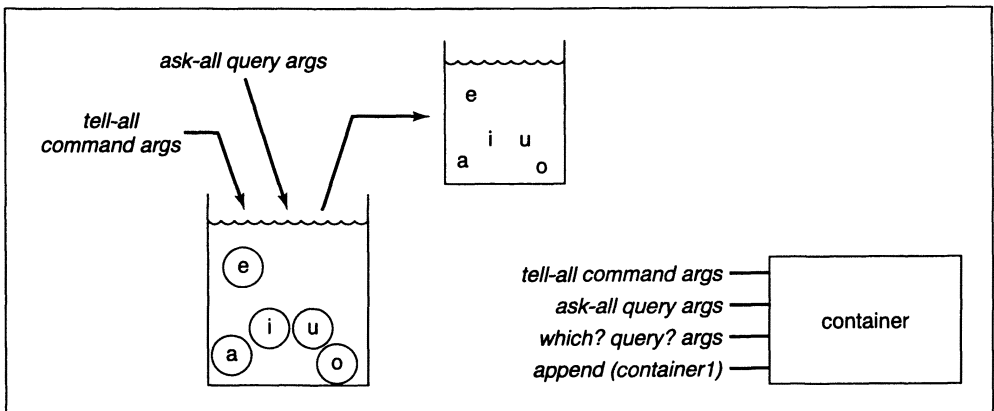 ask-all query args
tell-all
command args
e
i u
a
o
e
i u
a
o
tell-all command args
ask-all query args
which? query? args
append (container1)
container